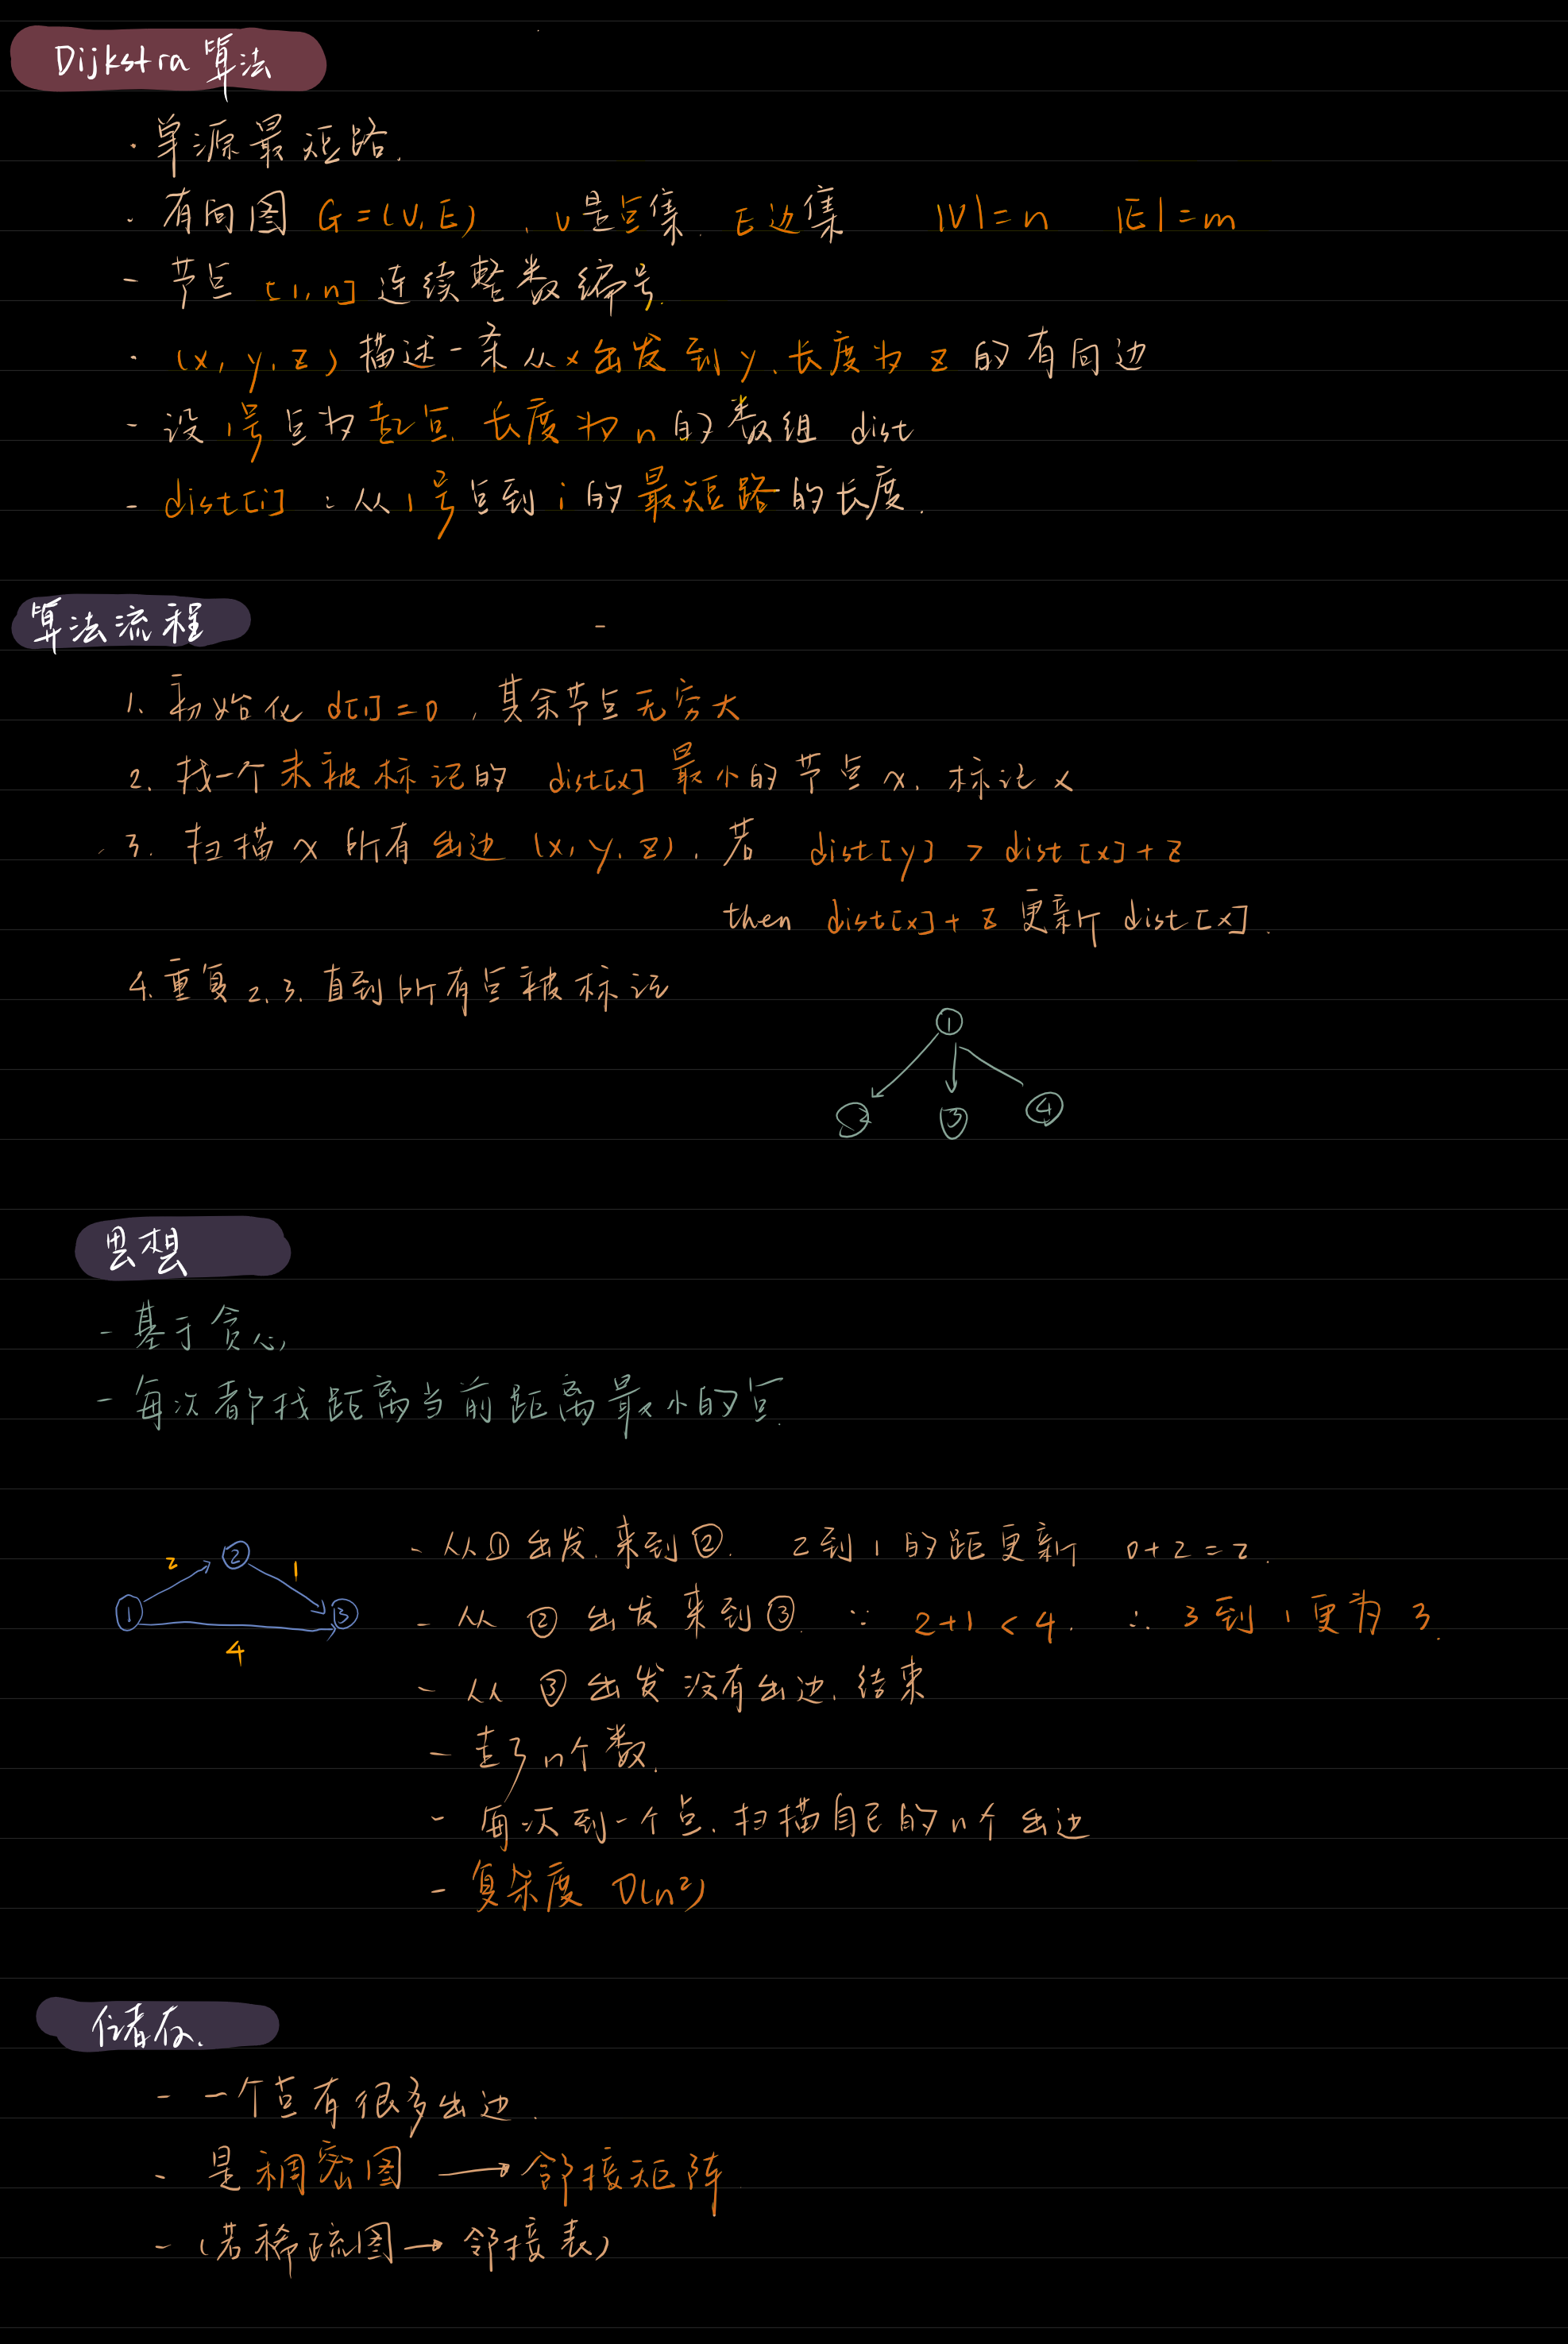 Dijkstra 算法
· 单源最短路.
· 有向图 G=(V,E) , V是点集. E边集 |V|=n |E|=m
- 节点 [1,n] 连续整数编号.
· (x,y,z) 描述一条从x出发到y,长度为z的有向边
- 设1号点为起点,长度为n的数组 dist
- dist[i] : 从1号点到i的最短路的长度.
算法流程
1. 初始化 d[1]=0 ,其余节点无穷大
2. 找一个未被标记的 dist[x] 最小的节点x, 标记x
3. 扫描x所有出边 (x,y,z), 若 dist[y] > dist[x]+z
then dist[x]+z 更新 dist[x].
4. 重复2,3. 直到所有点被标记
①
2 ③ ④
思想
- 基于贪心
- 每次都找距离当前距离最小的点.
- 从①出发,来到②. 2到1的距更新 0+2=2.
- 从②出发来到③. ∵ 2+1<4. ∴ 3到1更为3.
② 2 1
① ③
4
- 从③出发没有出边,结束
- 走了n个数.
- 每次到一个点,扫描自己的n个出边
- 复杂度 O(n²)
储存.
- 一个点有很多出边.
- 是稠密图 → 邻接矩阵.
- (若稀疏图→邻接表)